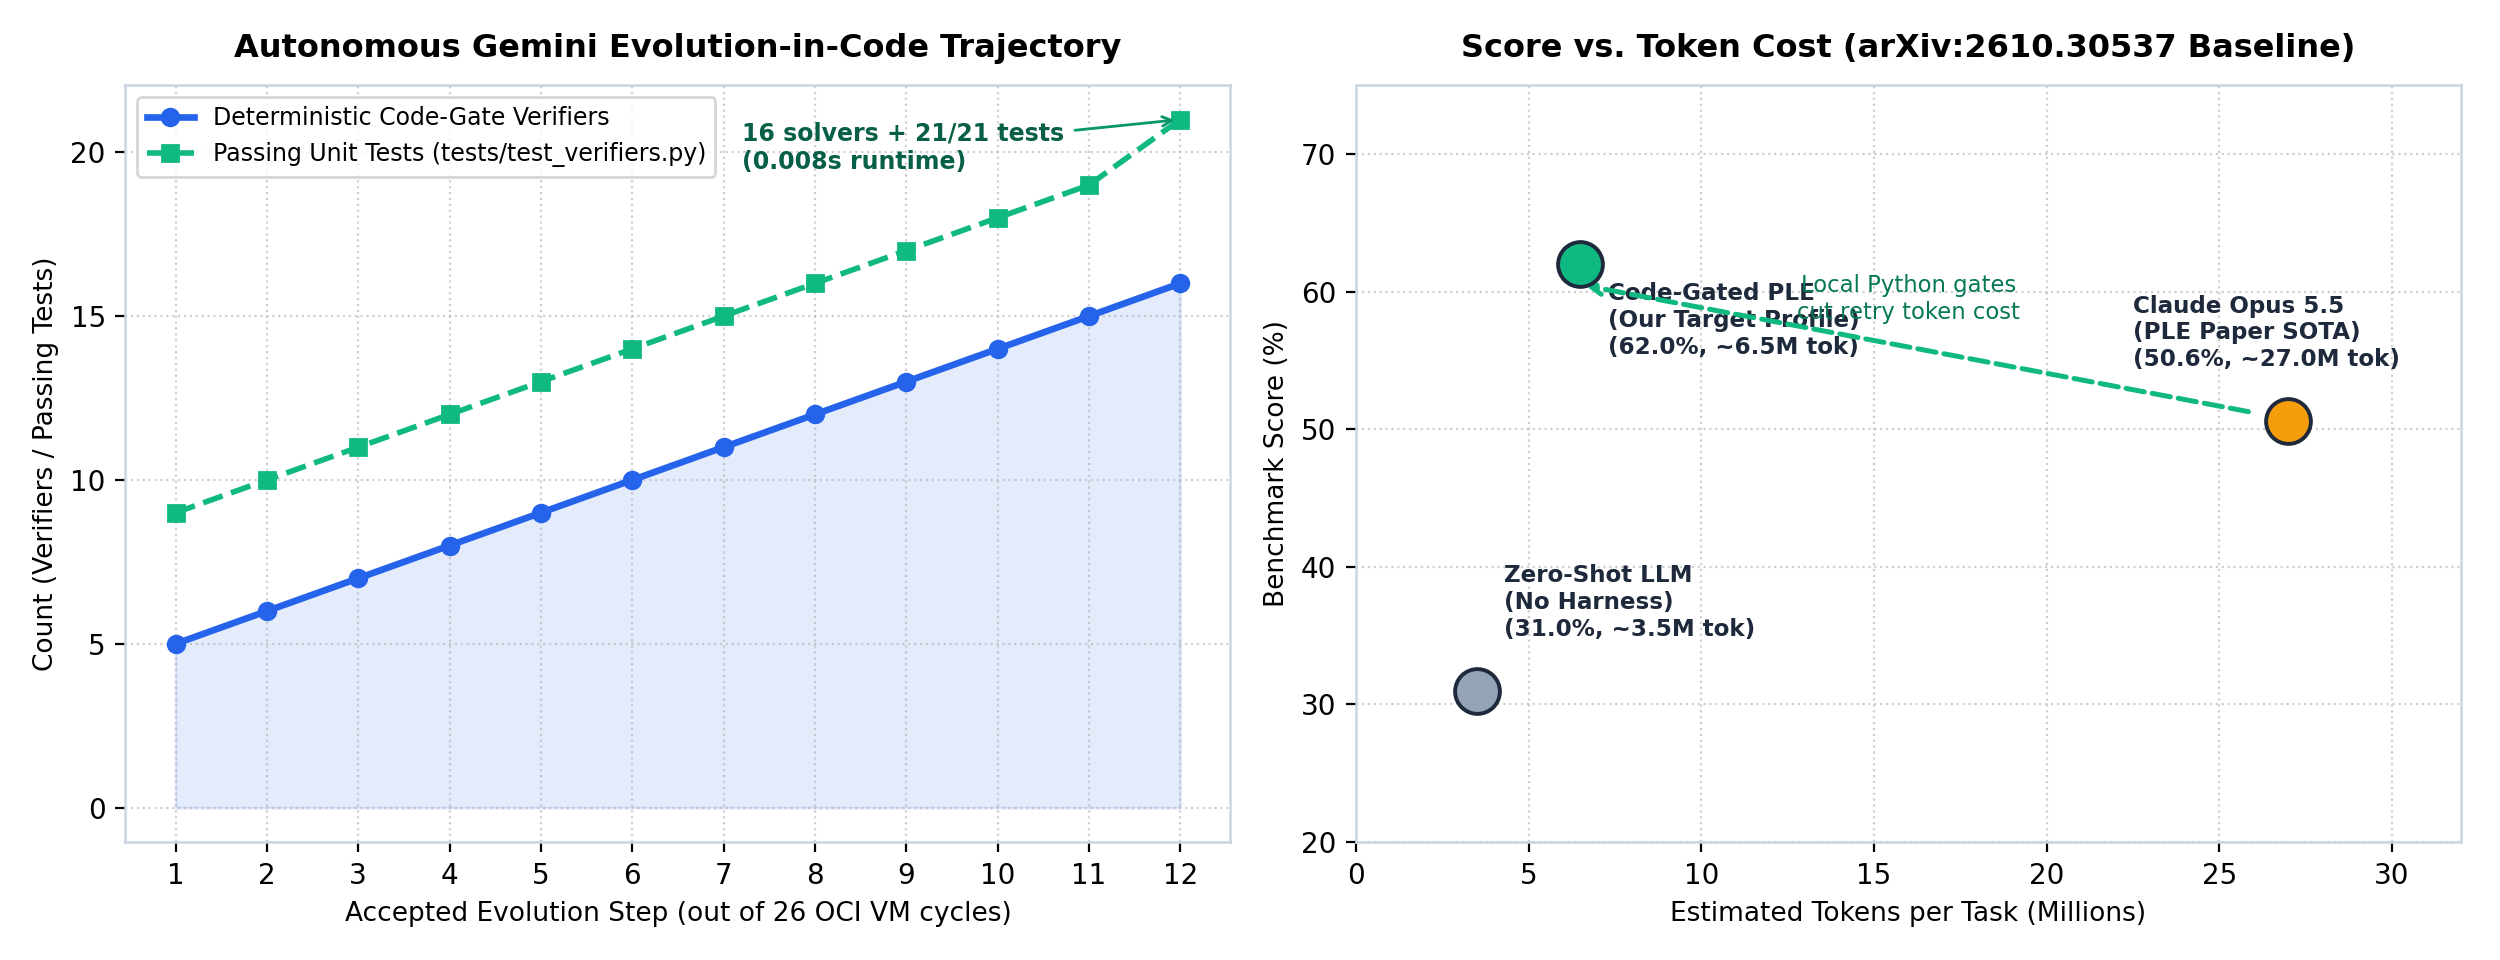 Autonomous Gemini Evolution-in-Code Trajectory
Deterministic Code-Gate Verifiers
Passing Unit Tests (tests/test_verifiers.py)
16 solvers + 21/21 tests
(0.008s runtime)
Count (Verifiers / Passing Tests)
20
15
10
5
0
1 2 3 4 5 6 7 8 9 10 11 12
Accepted Evolution Step (out of 26 OCI VM cycles)
Score vs. Token Cost (arXiv:2610.30537 Baseline)
Benchmark Score (%)
70
60
50
40
30
20
Code-Gated PLE
(Our Target Profile)
(62.0%, ~6.5M tok)
Local Python gates
cut retry token cost
Claude Opus 5.5
(PLE Paper SOTA)
(50.6%, ~27.0M tok)
Zero-Shot LLM
(No Harness)
(31.0%, ~3.5M tok)
0 5 10 15 20 25 30
Estimated Tokens per Task (Millions)